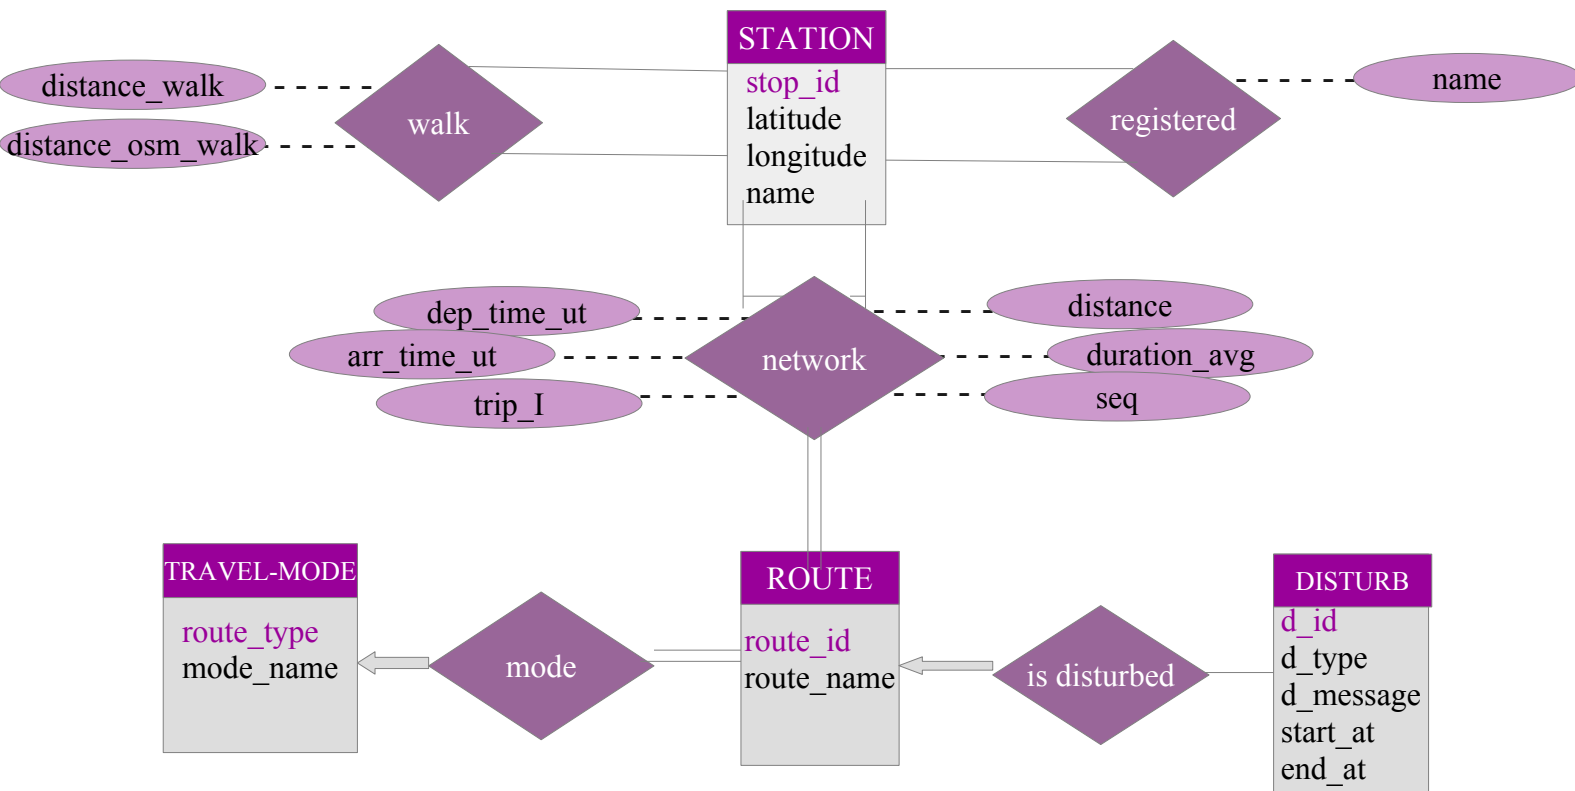 STATION
stop_id
latitude
longitude
name
distance_walk
distance_osm_walk
walk
registered
name
dep_time_ut
arr_time_ut
trip_I
network
distance
duration_avg
seq
TRAVEL-MODE
route_type
mode_name
mode
ROUTE
route_id
route_name
is disturbed
DISTURB
d_id
d_type
d_message
start_at
end_at